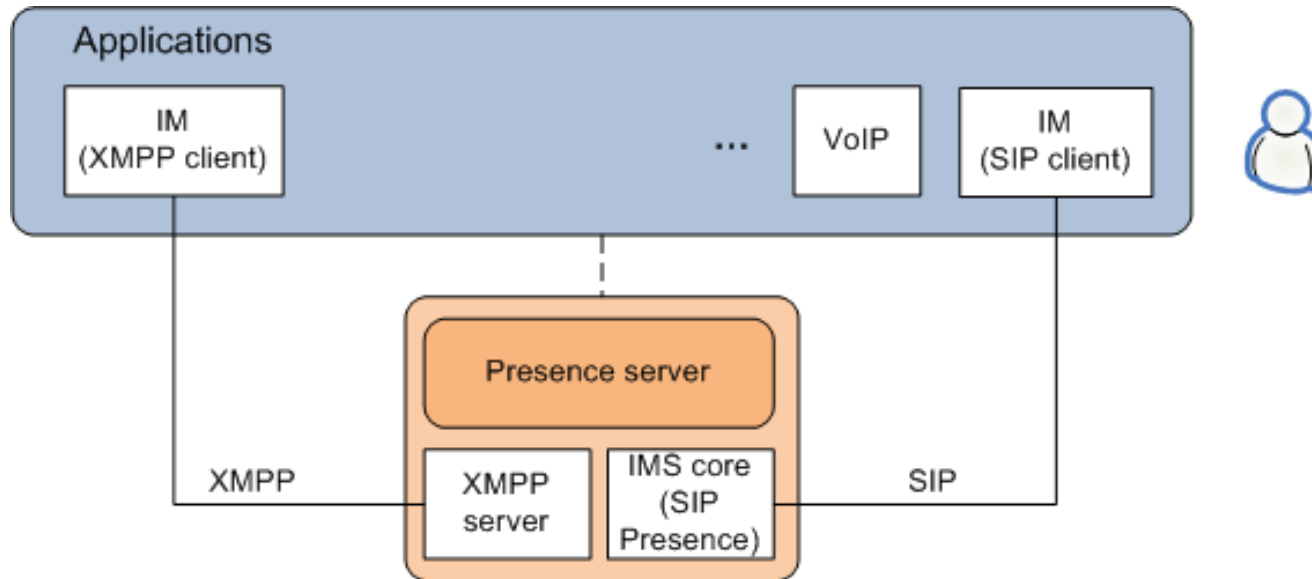 Applications
IM
(XMPP client)
...
VoIP
IM
(SIP client)
Presence server
XMPP
XMPP
server
IMS core
(SIP
Presence)
SIP